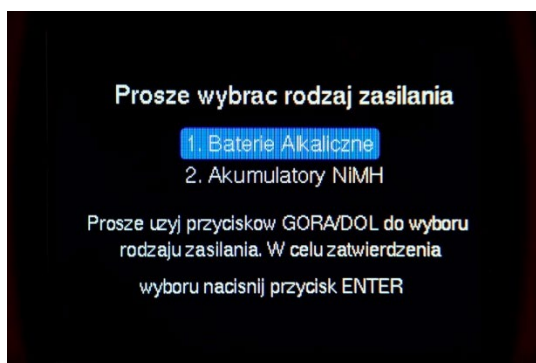 Prosze wybrac rodzaj zasilania
1. Baterie Alkaliczne
2. Akumulatory NiMH
Prosze uzyj przyciskow GORA/DOL do wyboru
rodzaju zasilania. W celu zatwierdzenia
wyboru nacisnij przycisk ENTER